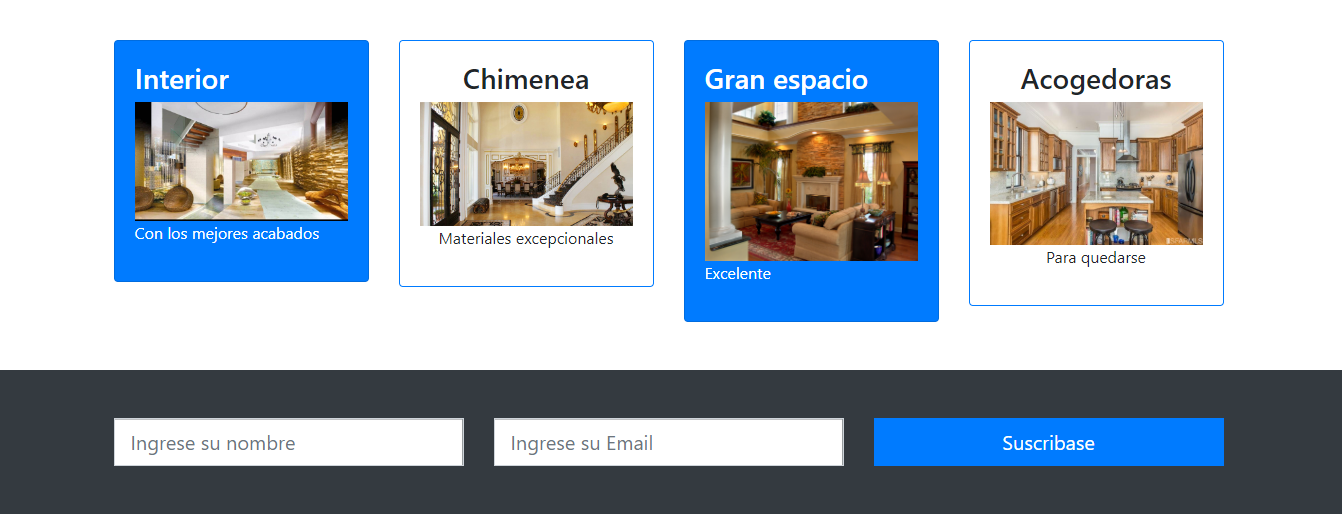 Interior
Con los mejores acabados
Chimenea
Materiales excepcionales
Gran espacio
Excelente
Acogedoras
Para quedarse
Ingrese su nombre
Ingrese su Email
Suscribase